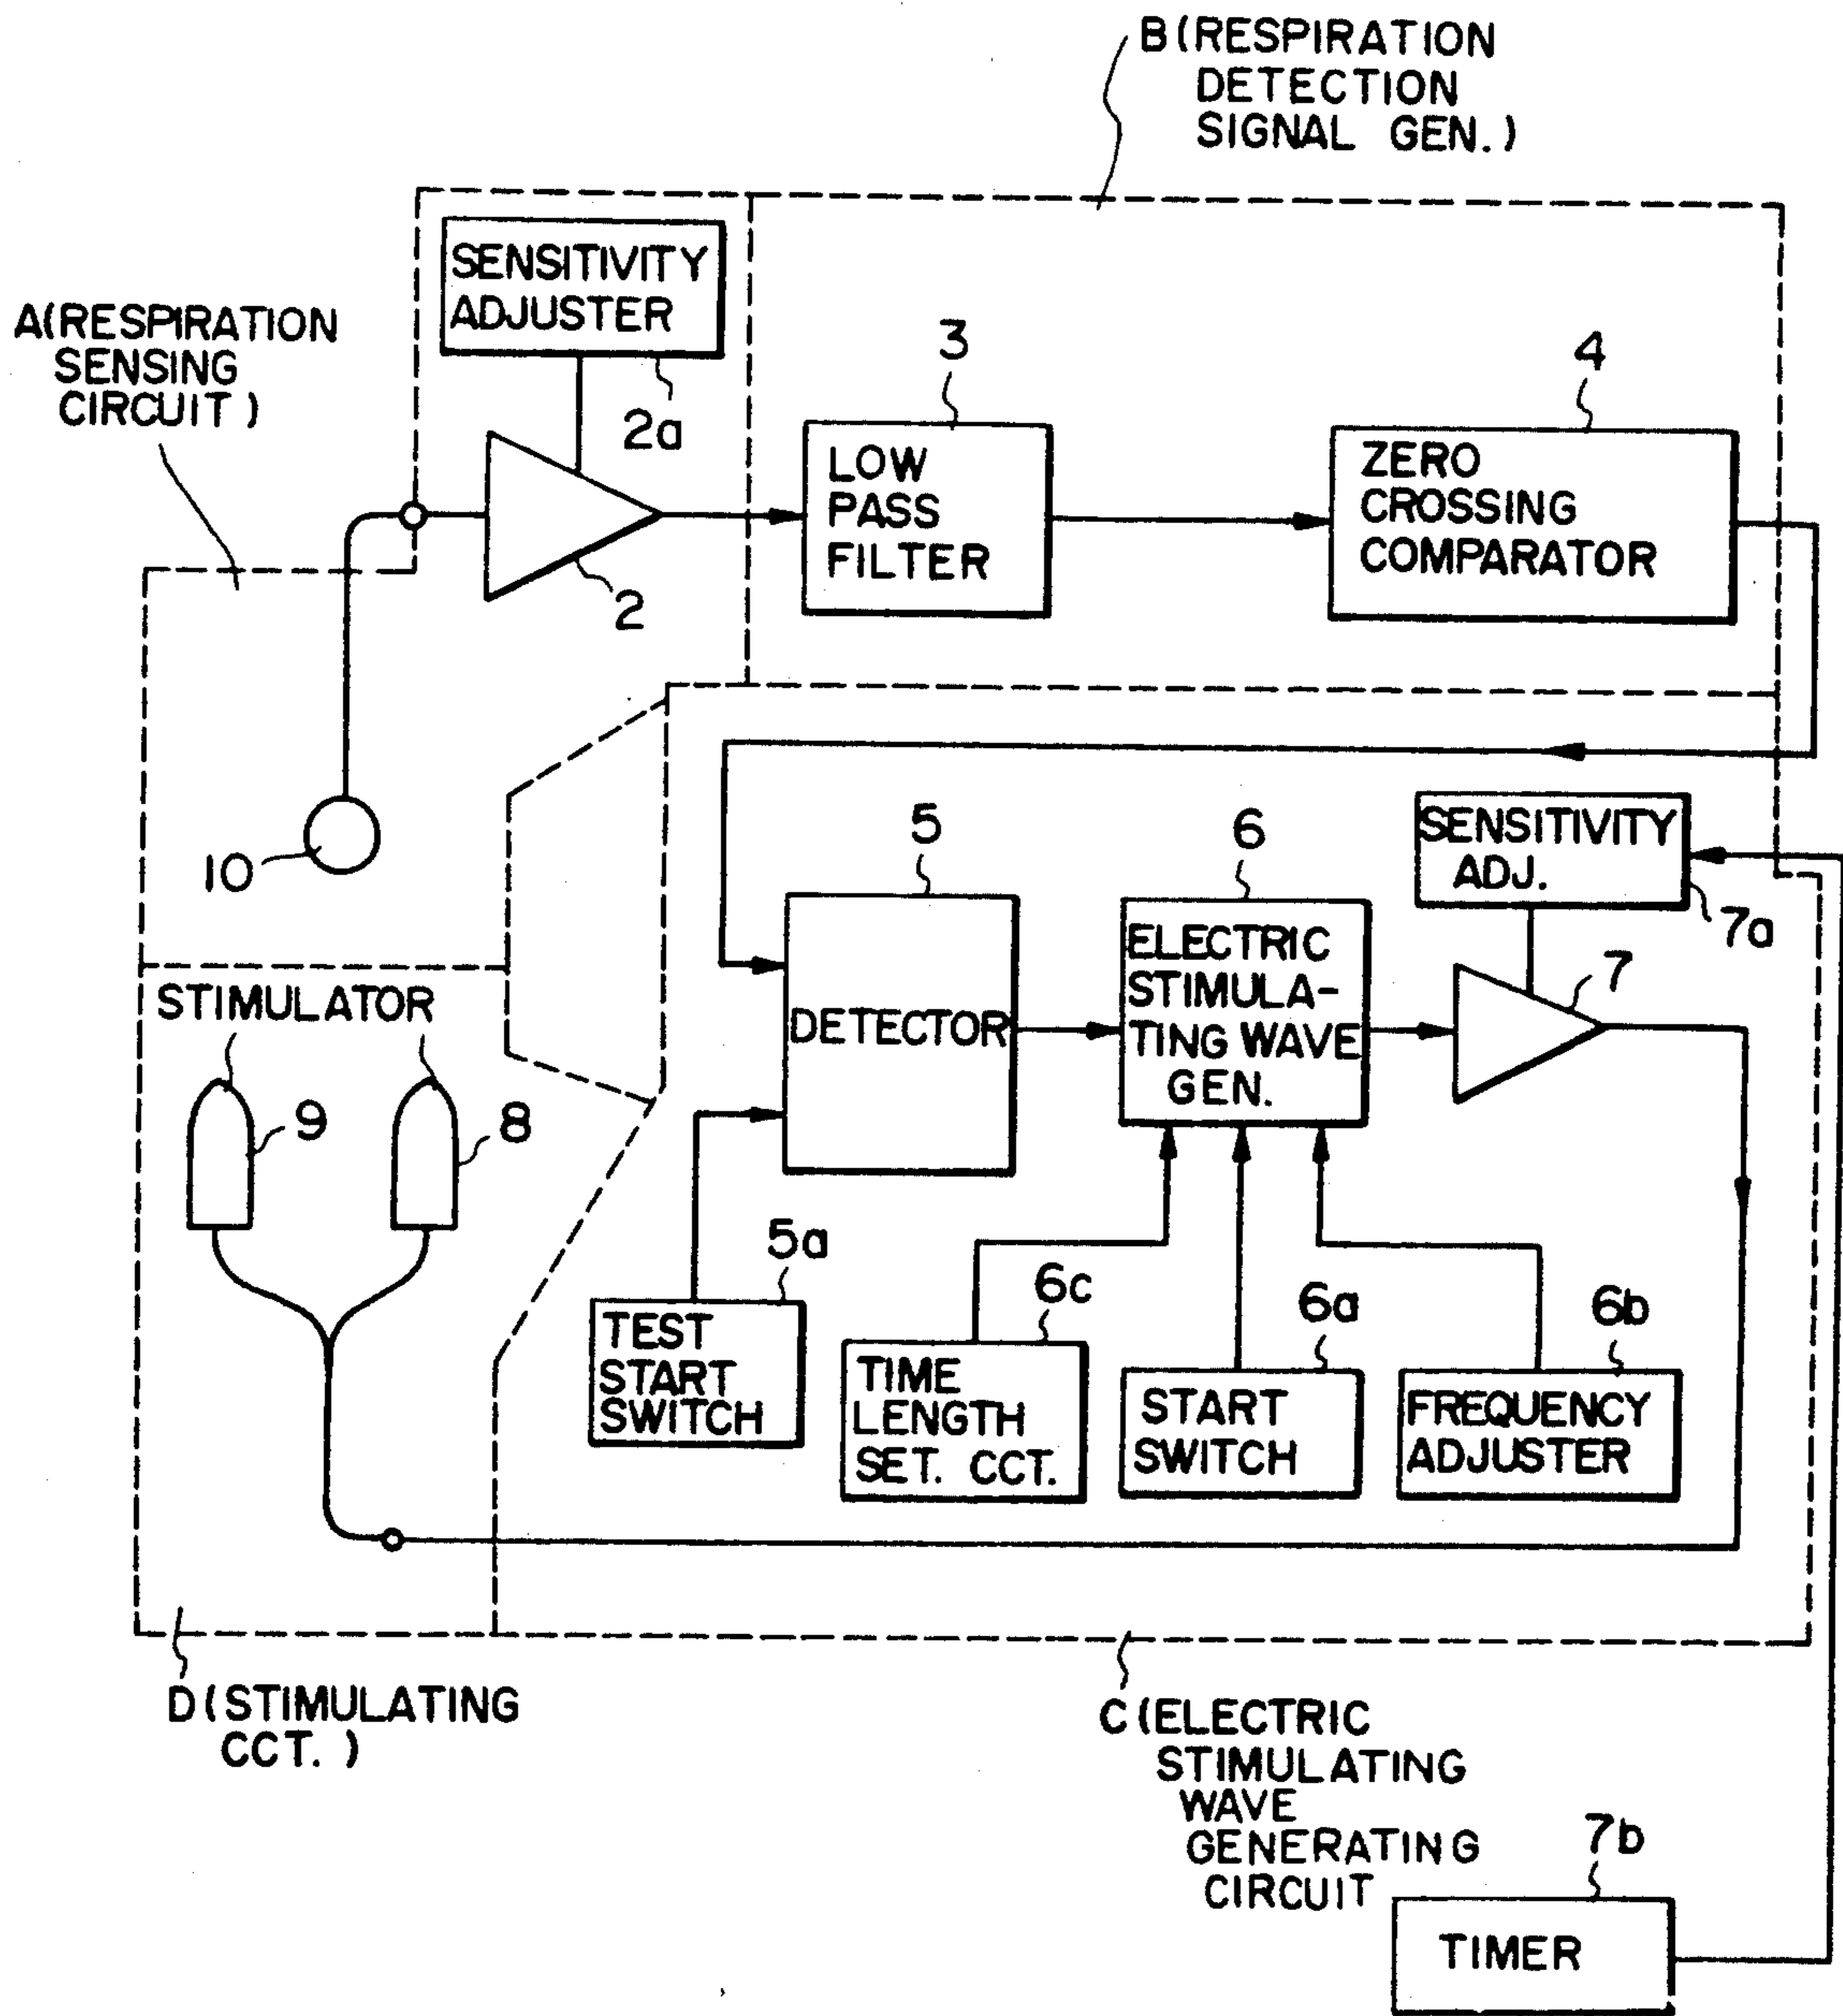 B(RESPIRATION
DETECTION
SIGNAL GEN.)
SENSITIVITY
ADJUSTER
2a
A(RESPIRATION
SENSING
CIRCUIT)
2
3
LOW
PASS
FILTER
4
ZERO
CROSSING
COMPARATOR
10
STIMULATOR
9
8
5
DETECTOR
6
ELECTRIC
STIMULA-
TING WAVE
GEN.
SENSITIVITY
ADJ.
7a
7
5a
TEST
START
SWITCH
6c
TIME
LENGTH
SET. CCT.
6a
START
SWITCH
6b
FREQUENCY
ADJUSTER
D(STIMULATING
CCT.)
C(ELECTRIC
STIMULATING
WAVE
GENERATING
CIRCUIT
7b
TIMER